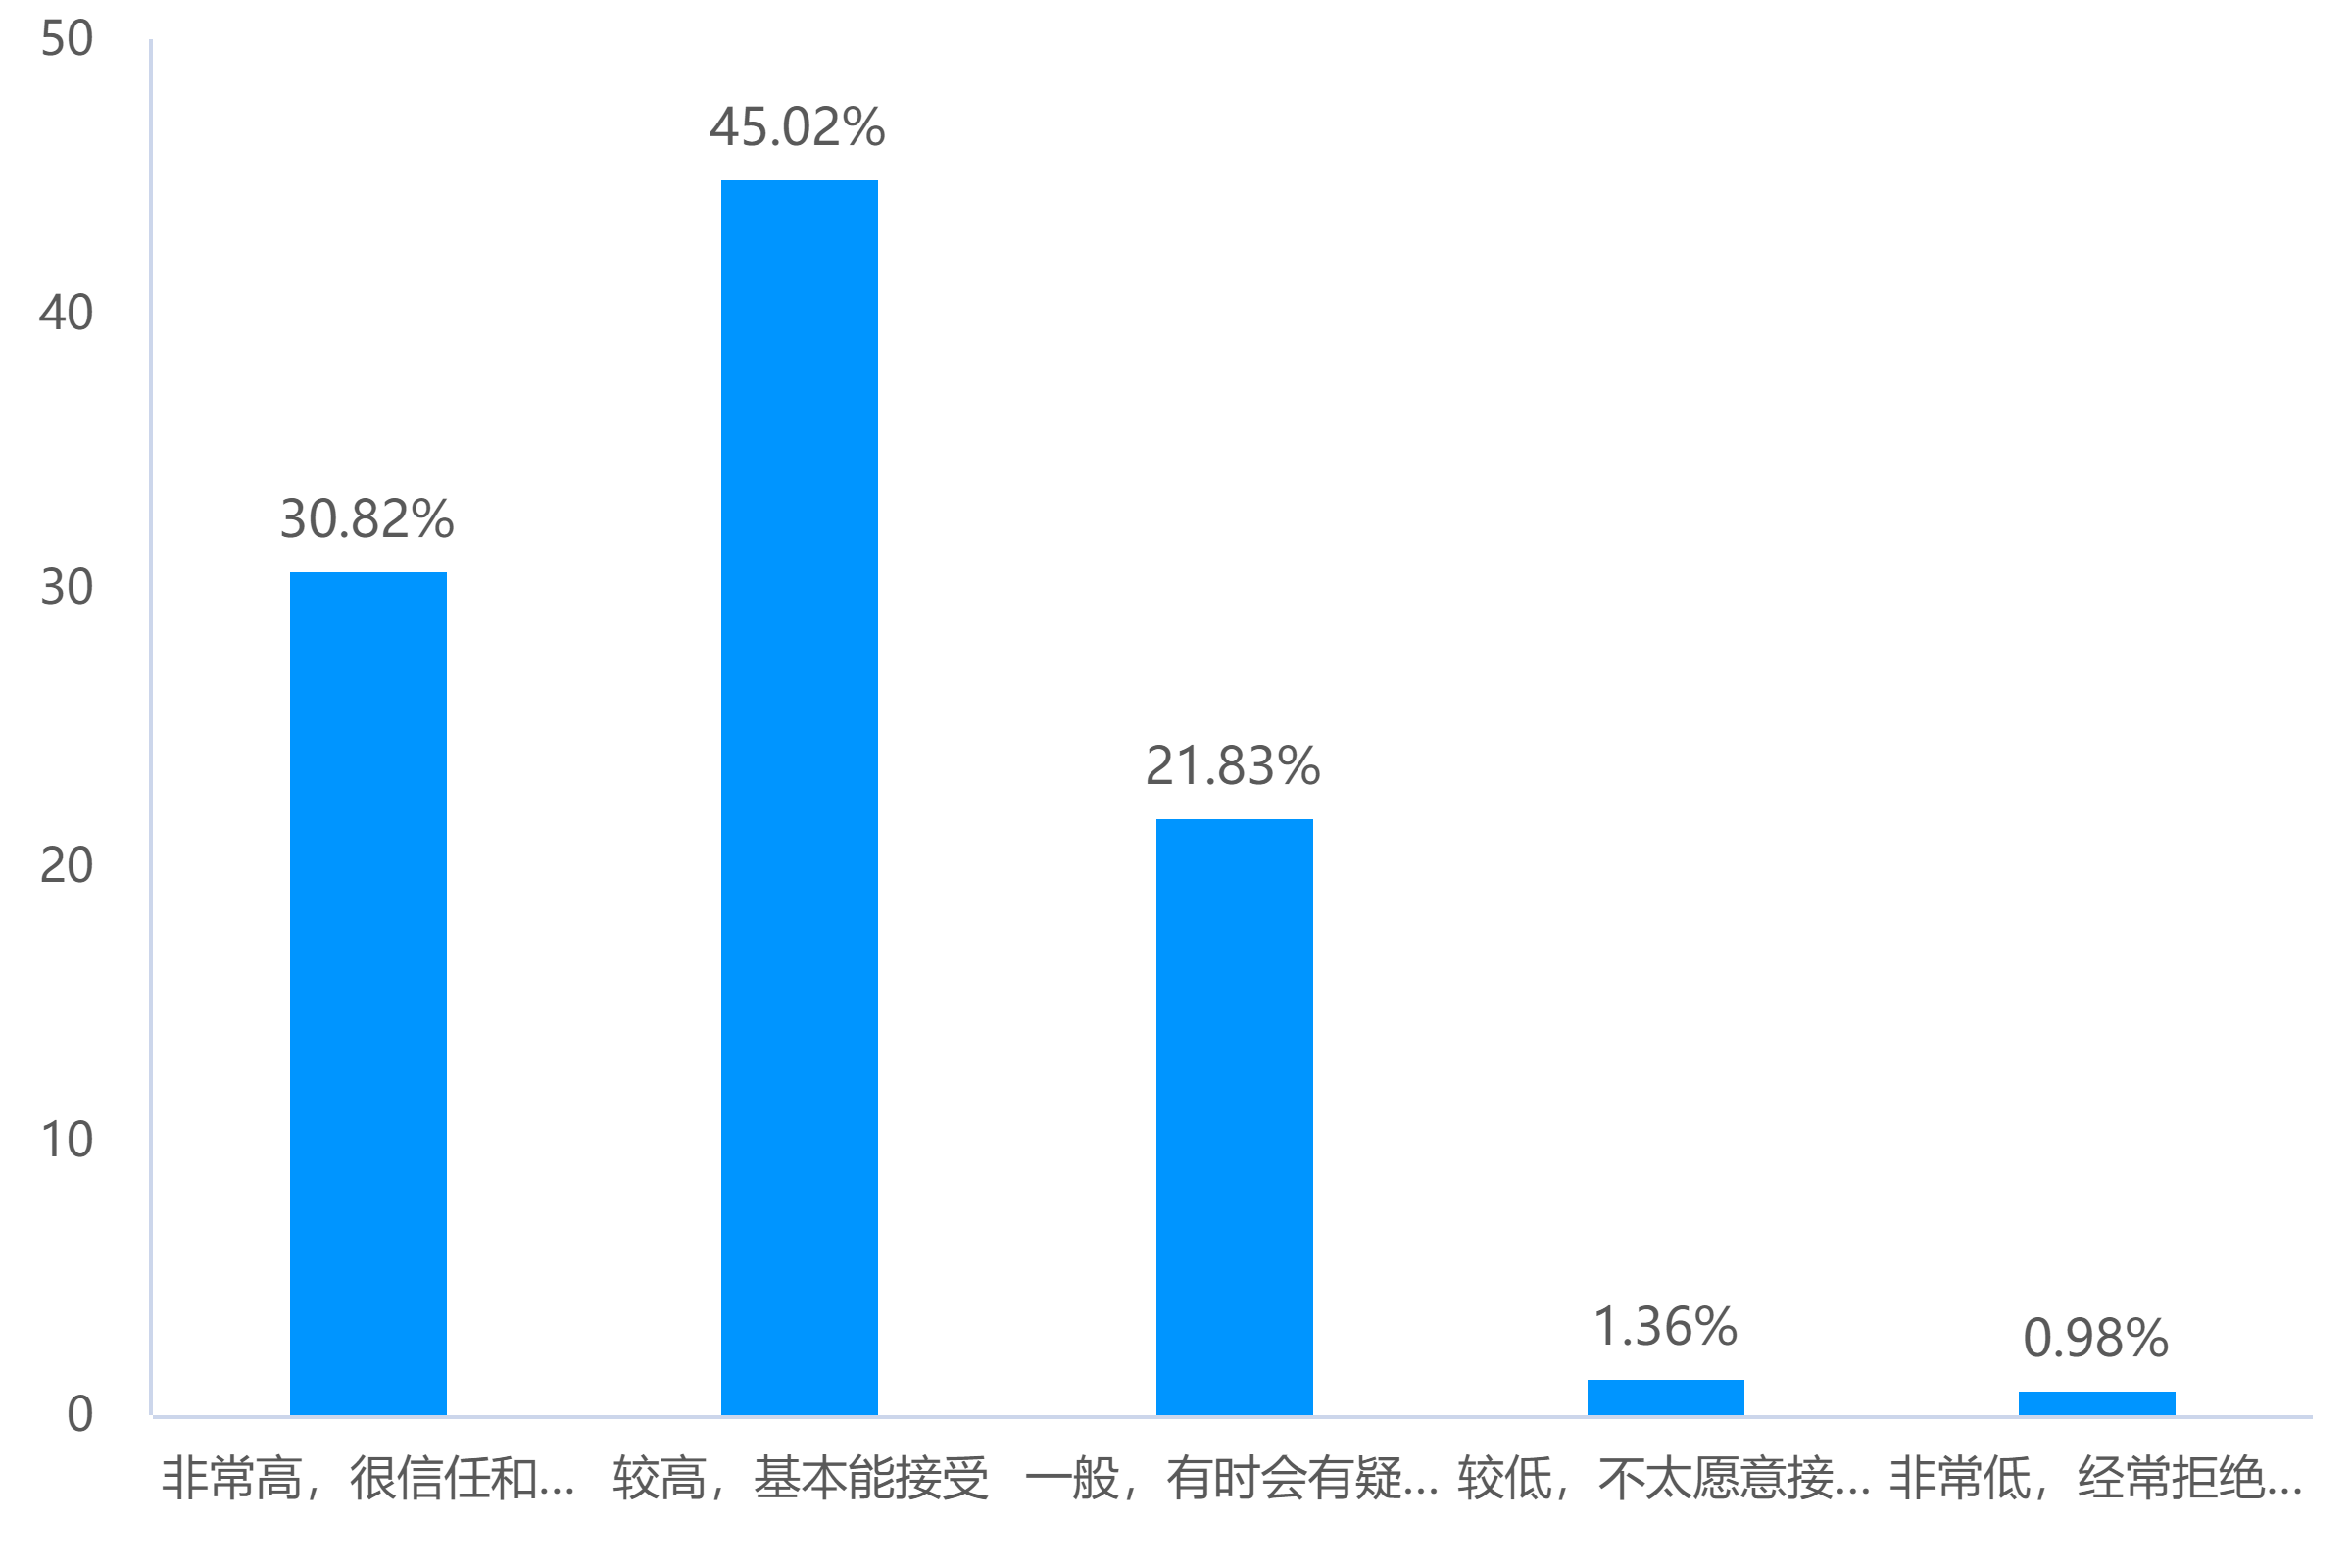 50
45.02%
40
30.82%
30
21.83%
20
10
1.36%
0.98%
0
非常高，很信任和...
较高，基本能接受
一般，有时会有疑...
较低，不太愿意接...
非常低，经常拒绝...